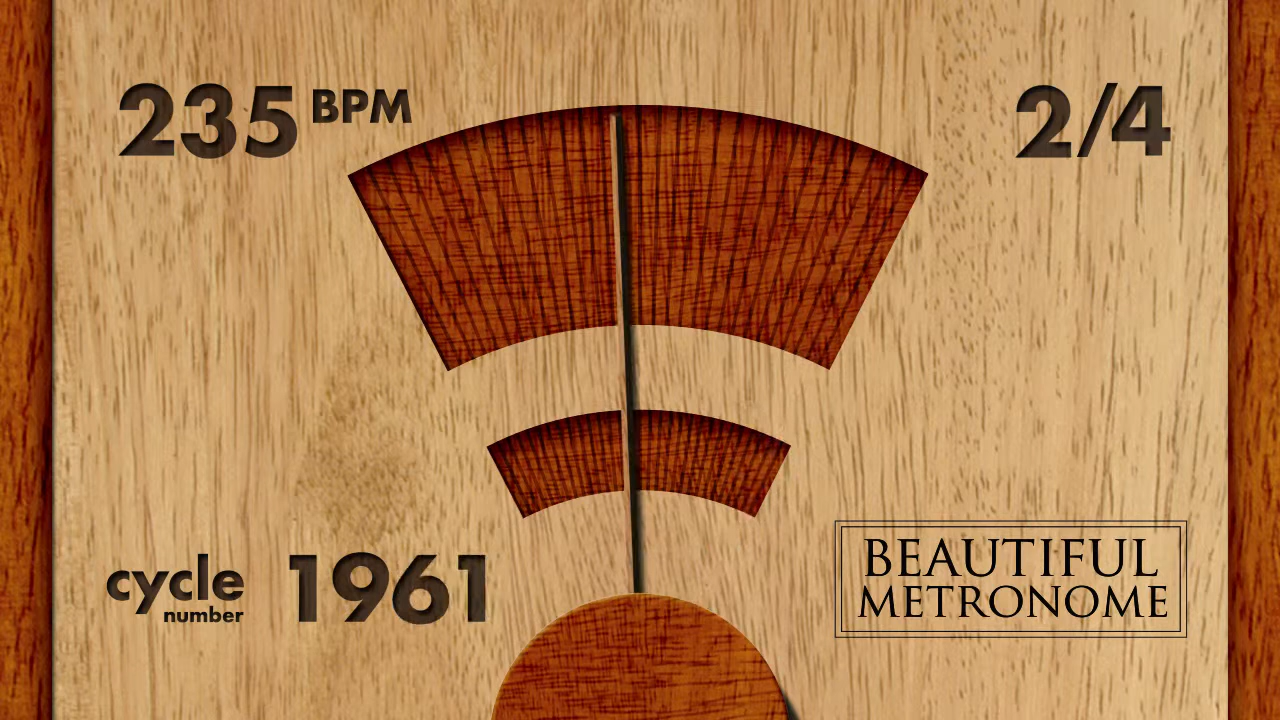 235 BPM
2/4
cycle
number
1961
BEAUTIFUL
METRONOME